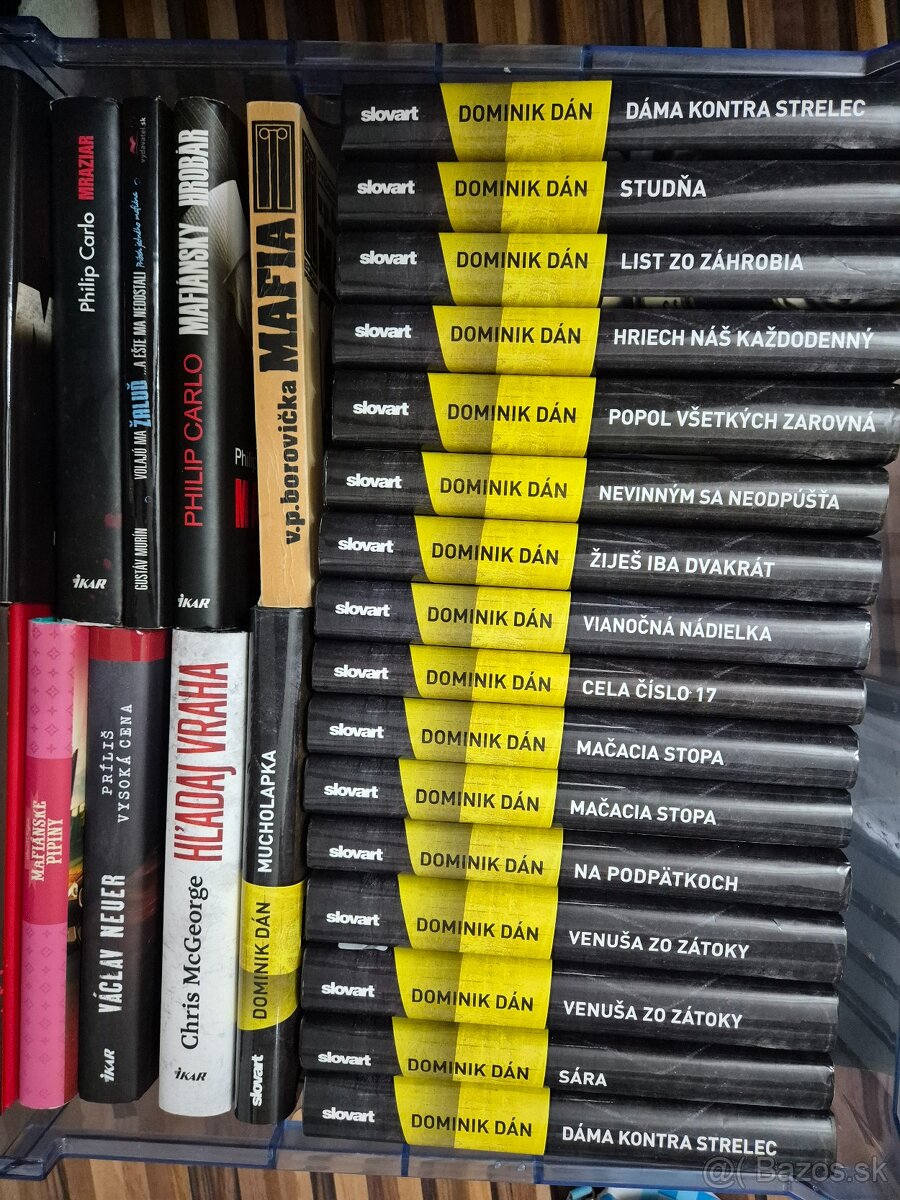 Philip Carlo MRAZIAR
iKAR
vydavatel.sk
GUSTÁV MURÍN VOLAJÚ MA ŽALUĎ ...A EŠTE MA NEDOSTALI
PHILIP CARLO MAFIÁNSKY HROBÁR
iKAR
v.p.borovička MAFIA
MAFIÁNSKE
PIPINY
VÁCLAV NEUER PRÍLIŠ
VYSOKÁ CENA
iKAR
Chris McGeorge HĽADAJ VRAHA
iKAR
slovart DOMINIK DÁN MUCHOLAPKA
slovart DOMINIK DÁN DÁMA KONTRA STRELEC
slovart DOMINIK DÁN STUDŇA
slovart DOMINIK DÁN LIST ZO ZÁHROBIA
slovart DOMINIK DÁN HRIECH NÁŠ KAŽDODENNÝ
slovart DOMINIK DÁN POPOL VŠETKÝCH ZAROVNÁ
slovart DOMINIK DÁN NEVINNÝM SA NEODPÚŠŤA
slovart DOMINIK DÁN ŽIJEŠ IBA DVAKRÁT
slovart DOMINIK DÁN VIANOČNÁ NÁDIELKA
slovart DOMINIK DÁN CELA ČÍSLO 17
slovart DOMINIK DÁN MAČACIA STOPA
slovart DOMINIK DÁN MAČACIA STOPA
slovart DOMINIK DÁN NA PODPÄTKOCH
slovart DOMINIK DÁN VENUŠA ZO ZÁTOKY
slovart DOMINIK DÁN VENUŠA ZO ZÁTOKY
slovart DOMINIK DÁN SÁRA
slovart DOMINIK DÁN DÁMA KONTRA STRELEC
Bazos.sk